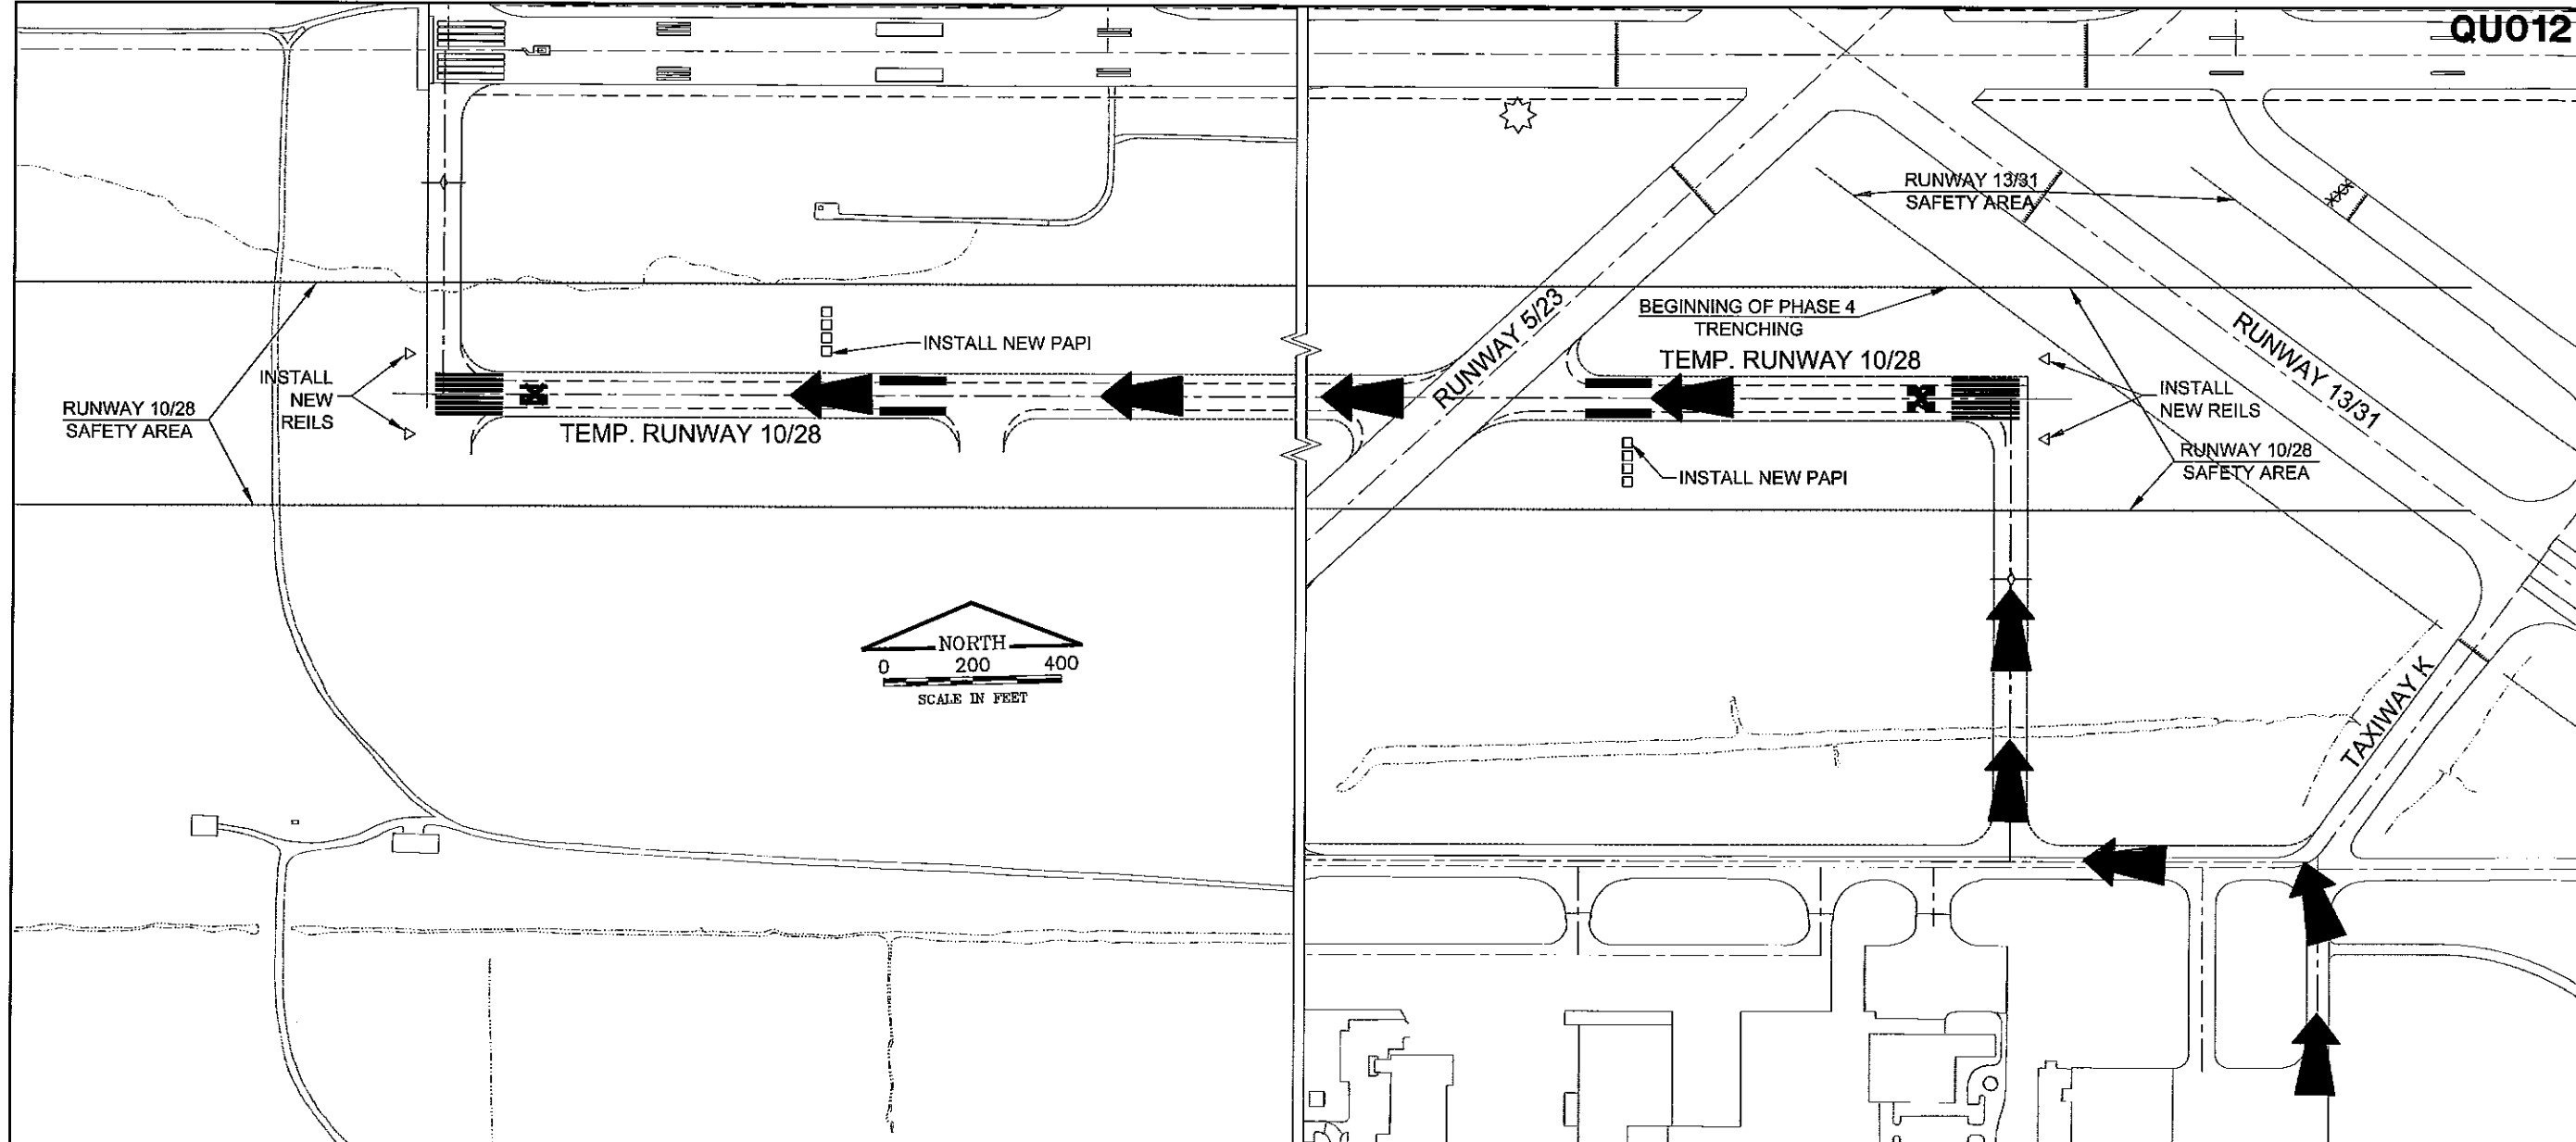 QU012
RUNWAY 13/31
SAFETY AREA
RUNWAY 10/28
SAFETY AREA
INSTALL
NEW
REILS
INSTALL NEW PAPI
TEMP. RUNWAY 10/28
RUNWAY 5/23
BEGINNING OF PHASE 4
TRENCHING
TEMP. RUNWAY 10/28
INSTALL NEW PAPI
RUNWAY 13/31
INSTALL
NEW REILS
RUNWAY 10/28
SAFETY AREA
NORTH
0 200 400
SCALE IN FEET
TAXIWAY K